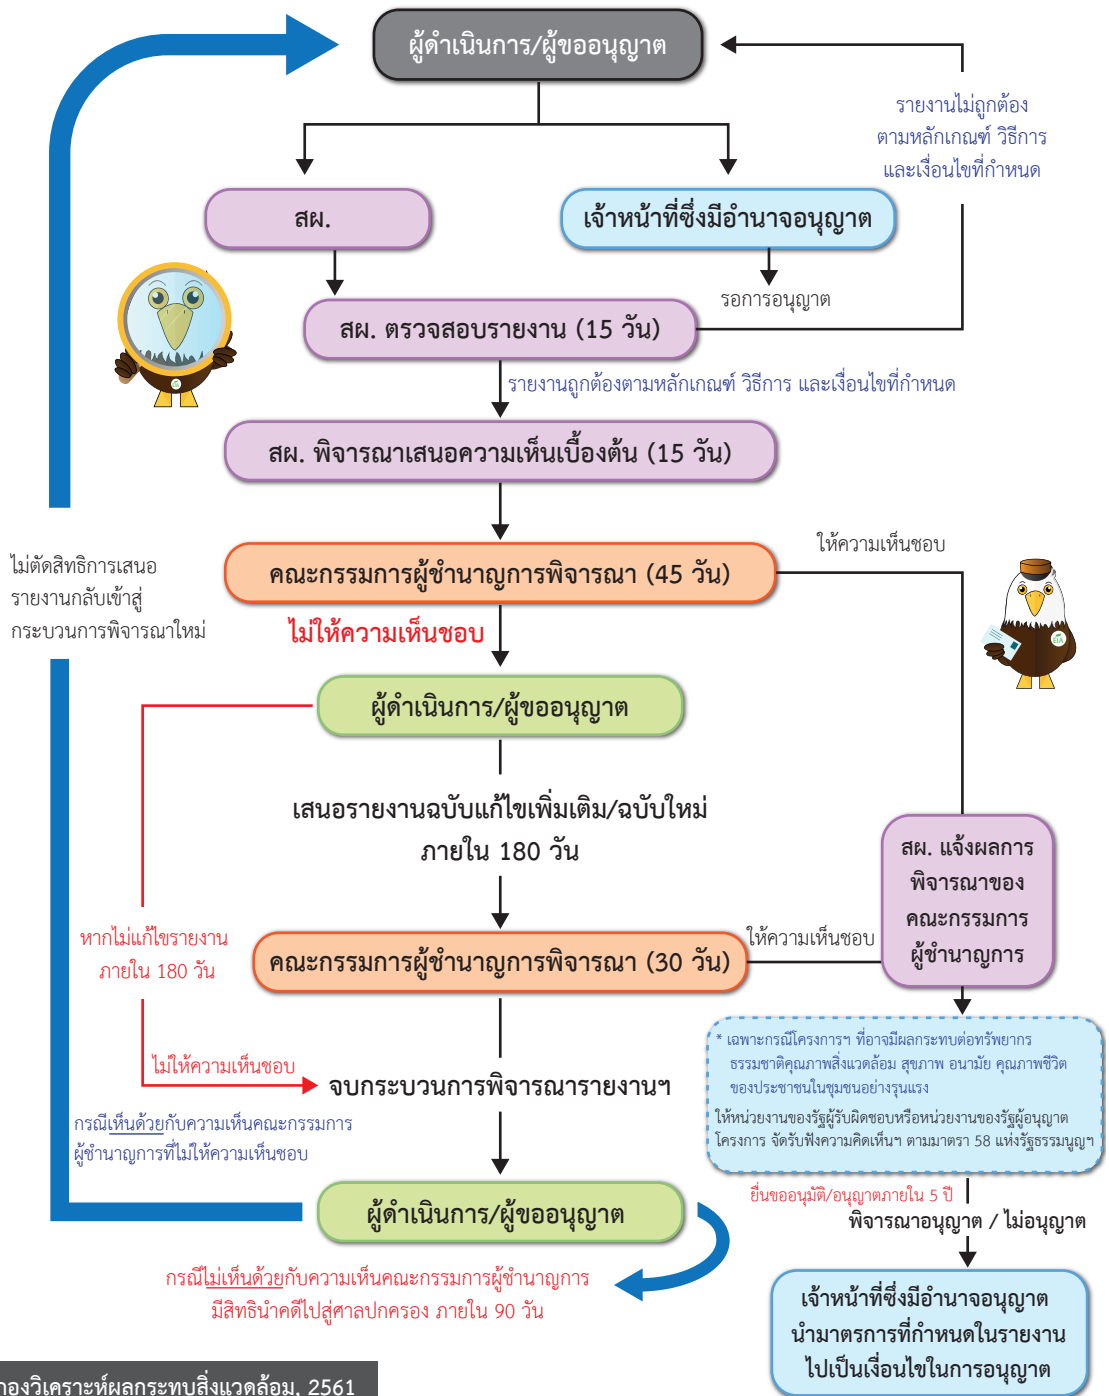 ผู้ดำเนินการ/ผู้ขออนุญาต
รายงานไม่ถูกต้อง
ตามหลักเกณฑ์ วิธีการ
และเงื่อนไขที่กำหนด
สผ.
เจ้าหน้าที่ซึ่งมีอำนาจอนุญาต
รอการอนุญาต
สผ. ตรวจสอบรายงาน (15 วัน)
รายงานถูกต้องตามหลักเกณฑ์ วิธีการ และเงื่อนไขที่กำหนด
สผ. พิจารณาเสนอความเห็นเบื้องต้น (15 วัน)
ไม่ตัดสิทธิการเสนอ
รายงานกลับเข้าสู่
กระบวนการพิจารณาใหม่
คณะกรรมการผู้ชำนาญการพิจารณา (45 วัน)
ให้ความเห็นชอบ
ไม่ให้ความเห็นชอบ
EIA
ผู้ดำเนินการ/ผู้ขออนุญาต
เสนอรายงานฉบับแก้ไขเพิ่มเติม/ฉบับใหม่
ภายใน 180 วัน
สผ. แจ้งผลการ
พิจารณาของ
คณะกรรมการ
ผู้ชำนาญการ
หากไม่แก้ไขรายงาน
ภายใน 180 วัน
คณะกรรมการผู้ชำนาญการพิจารณา (30 วัน)
ให้ความเห็นชอบ
* เฉพาะกรณีโครงการฯ ที่อาจมีผลกระทบต่อทรัพยากร
ธรรมชาติคุณภาพสิ่งแวดล้อม สุขภาพ อนามัย คุณภาพชีวิต
ของประชาชนในชุมชนอย่างรุนแรง
ให้หน่วยงานของรัฐผู้รับผิดชอบหรือหน่วยงานของรัฐผู้อนุญาต
โครงการ จัดรับฟังความคิดเห็นฯ ตามมาตรา 58 แห่งรัฐธรรมนูญฯ
ไม่ให้ความเห็นชอบ
จบกระบวนการพิจารณารายงานฯ
กรณีเห็นด้วยกับความเห็นคณะกรรมการ
ผู้ชำนาญการที่ไม่ให้ความเห็นชอบ
ยื่นขออนุมัติ/อนุญาตภายใน 5 ปี
พิจารณาอนุญาต / ไม่อนุญาต
ผู้ดำเนินการ/ผู้ขออนุญาต
กรณีไม่เห็นด้วยกับความเห็นคณะกรรมการผู้ชำนาญการ
มีสิทธินำคดีไปสู่ศาลปกครอง ภายใน 90 วัน
เจ้าหน้าที่ซึ่งมีอำนาจอนุญาต
นำมาตรการที่กำหนดในรายงาน
ไปเป็นเงื่อนไขในการอนุญาต
กองวิเคราะห์ผลกระทบสิ่งแวดล้อม, 2561